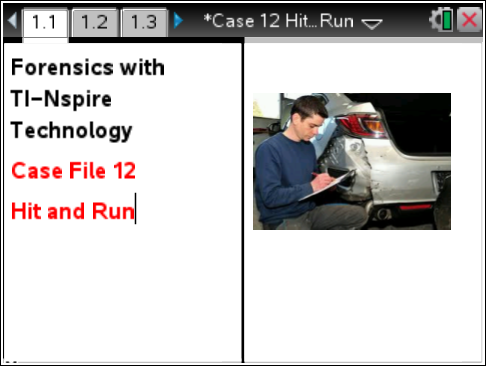 1.1 1.2 1.3 *Case 12 Hit...Run
Forensics with
TI-Nspire
Technology
Case File 12
Hit and Run